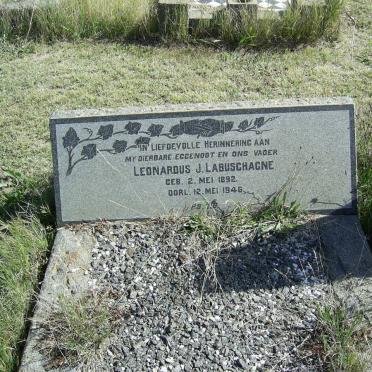 IN LIEFDEVOLLE HERINNERING AAN
MY DIERBARE EGGENOOT EN ONS VADER
LEONARDUS J. LABUSCHAGNE
GEB. 2. MEI 1892.
OORL. 12. MEI 1946.